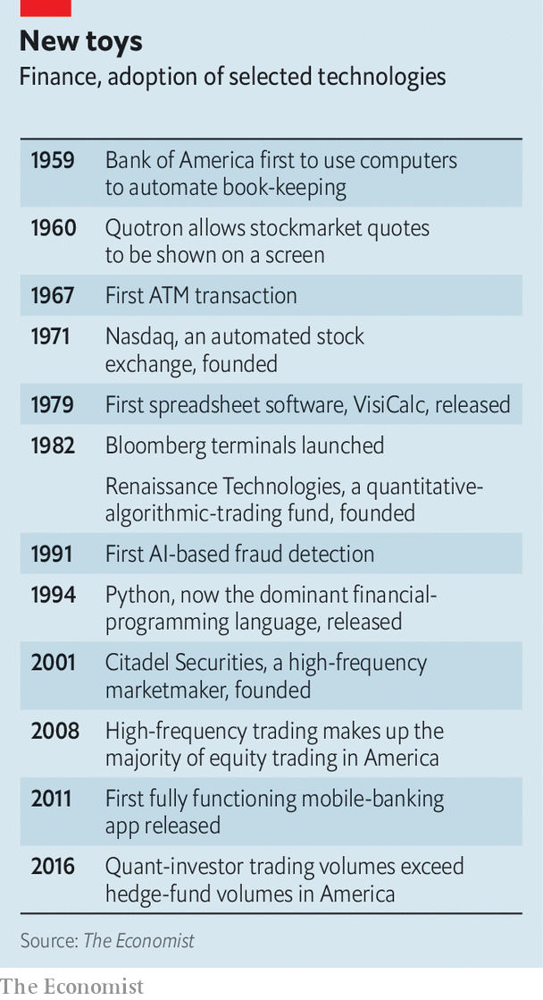 New toys
Finance, adoption of selected technologies
1959 Bank of America first to use computers
to automate book-keeping
1960 Quotron allows stockmarket quotes
to be shown on a screen
1967 First ATM transaction
1971 Nasdaq, an automated stock
exchange, founded
1979 First spreadsheet software, VisiCalc, released
1982 Bloomberg terminals launched
Renaissance Technologies, a quantitative-
algorithmic-trading fund, founded
1991 First AI-based fraud detection
1994 Python, now the dominant financial-
programming language, released
2001 Citadel Securities, a high-frequency
marketmaker, founded
2008 High-frequency trading makes up the
majority of equity trading in America
2011 First fully functioning mobile-banking
app released
2016 Quant-investor trading volumes exceed
hedge-fund volumes in America
Source: The Economist
The Economist